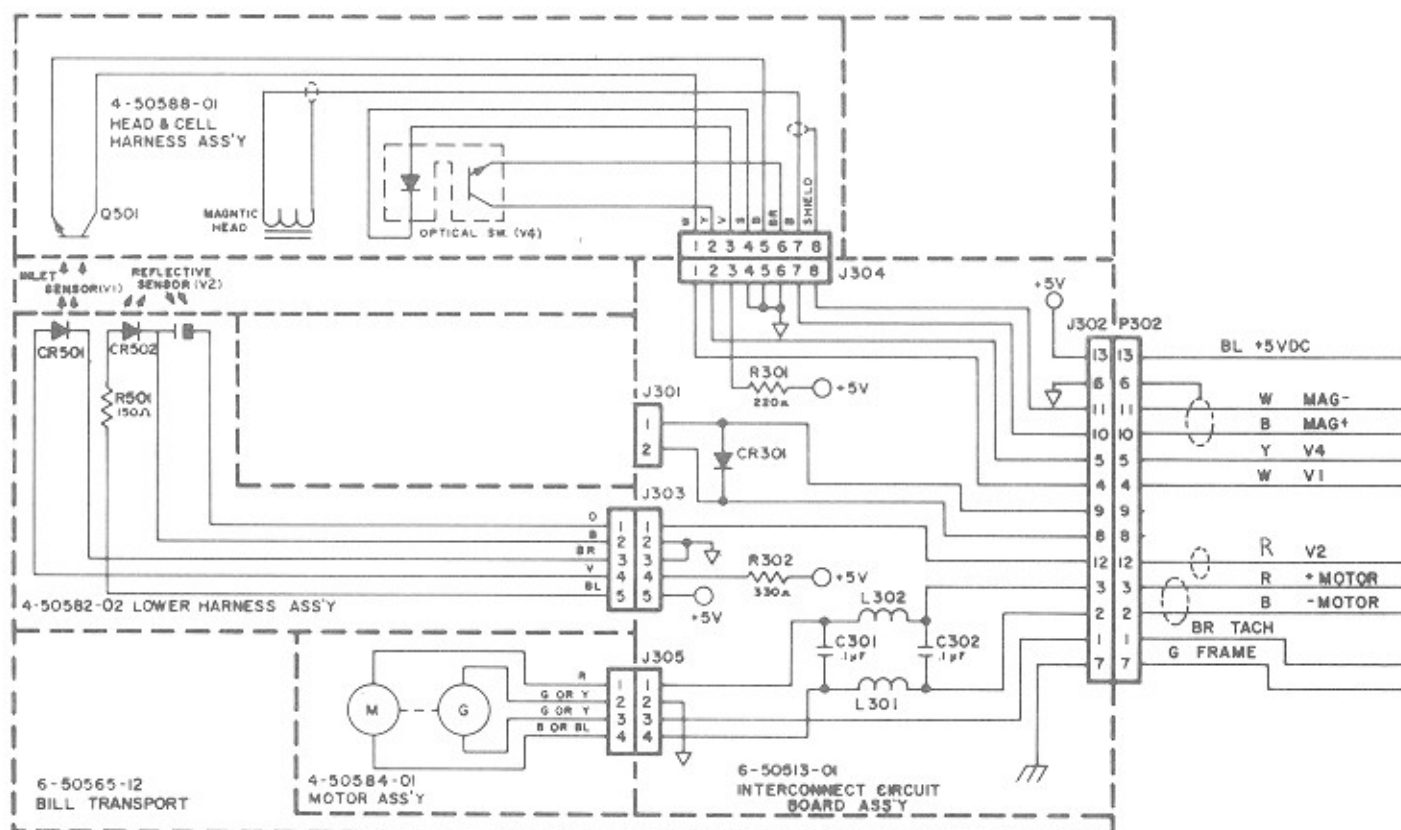 4-50588-01
HEAD & CELL
HARNESS ASS'Y
Q501
MAGNTIC
HEAD
OPTICAL SW. (V4)
Y V S B BR B SHIELD
1 2 3 4 5 6 7 8
1 2 3 4 5 6 7 8
J304
INLET
SENSOR(V1)
REFLECTIVE
SENSOR(V2)
CR501
CR502
R501
150Ω
R301
220Ω
+5V
+5V
J301
1
2
CR301
J302 P302
13 13 BL +5VDC
6 6
11 11 W MAG-
10 10 B MAG+
5 5 Y V4
4 4 W V1
9 9
8 8
12 12 R V2
3 3 R +MOTOR
2 2 B -MOTOR
1 1 BR TACH
7 7 G FRAME
J303
O 1 1
B 2 2
BR 3 3
V 4 4
BL 5 5
R302
330Ω
+5V
+5V
4-50582-02 LOWER HARNESS ASS'Y
L302
C301
.1µF
C302
.1µF
L301
J305
R 1 1
G OR Y 2 2
G OR Y 3 3
B OR BL 4 4
M
G
6-50565-12
BILL TRANSPORT
4-50584-01
MOTOR ASS'Y
6-50513-01
INTERCONNECT CIRCUIT
BOARD ASS'Y